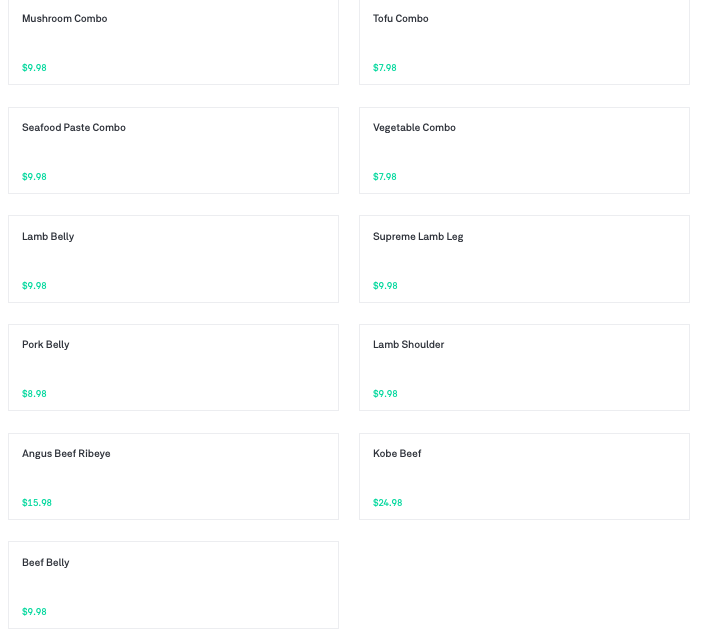 Mushroom Combo
$9.98
Tofu Combo
$7.98
Seafood Paste Combo
$9.98
Vegetable Combo
$7.98
Lamb Belly
$9.98
Supreme Lamb Leg
$9.98
Pork Belly
$8.98
Lamb Shoulder
$9.98
Angus Beef Ribeye
$15.98
Kobe Beef
$24.98
Beef Belly
$9.98